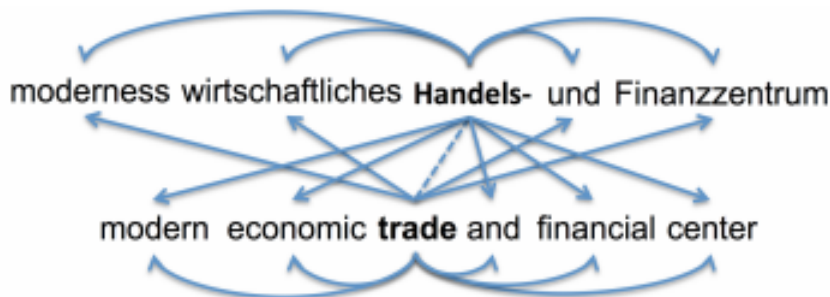 moderness wirtschaftliches Handels- und Finanzzentrum
modern economic trade and financial center